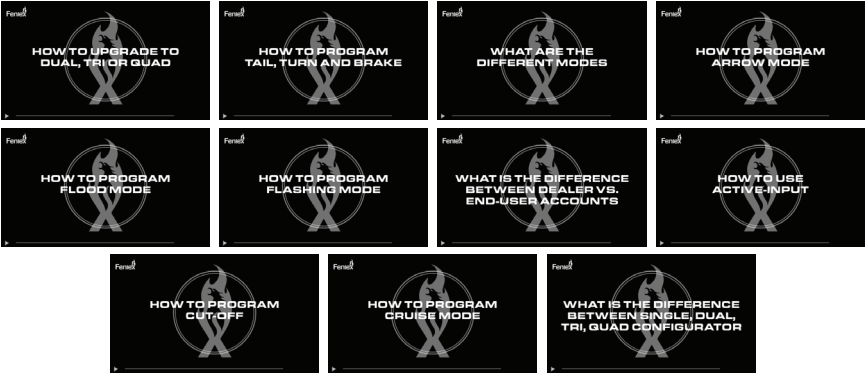 Feniex
HOW TO UPGRADE TO
DUAL, TRI OR QUAD
Feniex
HOW TO PROGRAM
TAIL, TURN AND BRAKE
Feniex
WHAT ARE THE
DIFFERENT MODES
Feniex
HOW TO PROGRAM
ARROW MODE
Feniex
HOW TO PROGRAM
FLOOD MODE
Feniex
HOW TO PROGRAM
FLASHING MODE
Feniex
WHAT IS THE DIFFERENCE
BETWEEN DEALER VS.
END-USER ACCOUNTS
Feniex
HOW TO USE
ACTIVE-INPUT
Feniex
HOW TO PROGRAM
CUT-OFF
Feniex
HOW TO PROGRAM
CRUISE MODE
Feniex
WHAT IS THE DIFFERENCE
BETWEEN SINGLE, DUAL,
TRI, QUAD CONFIGURATOR